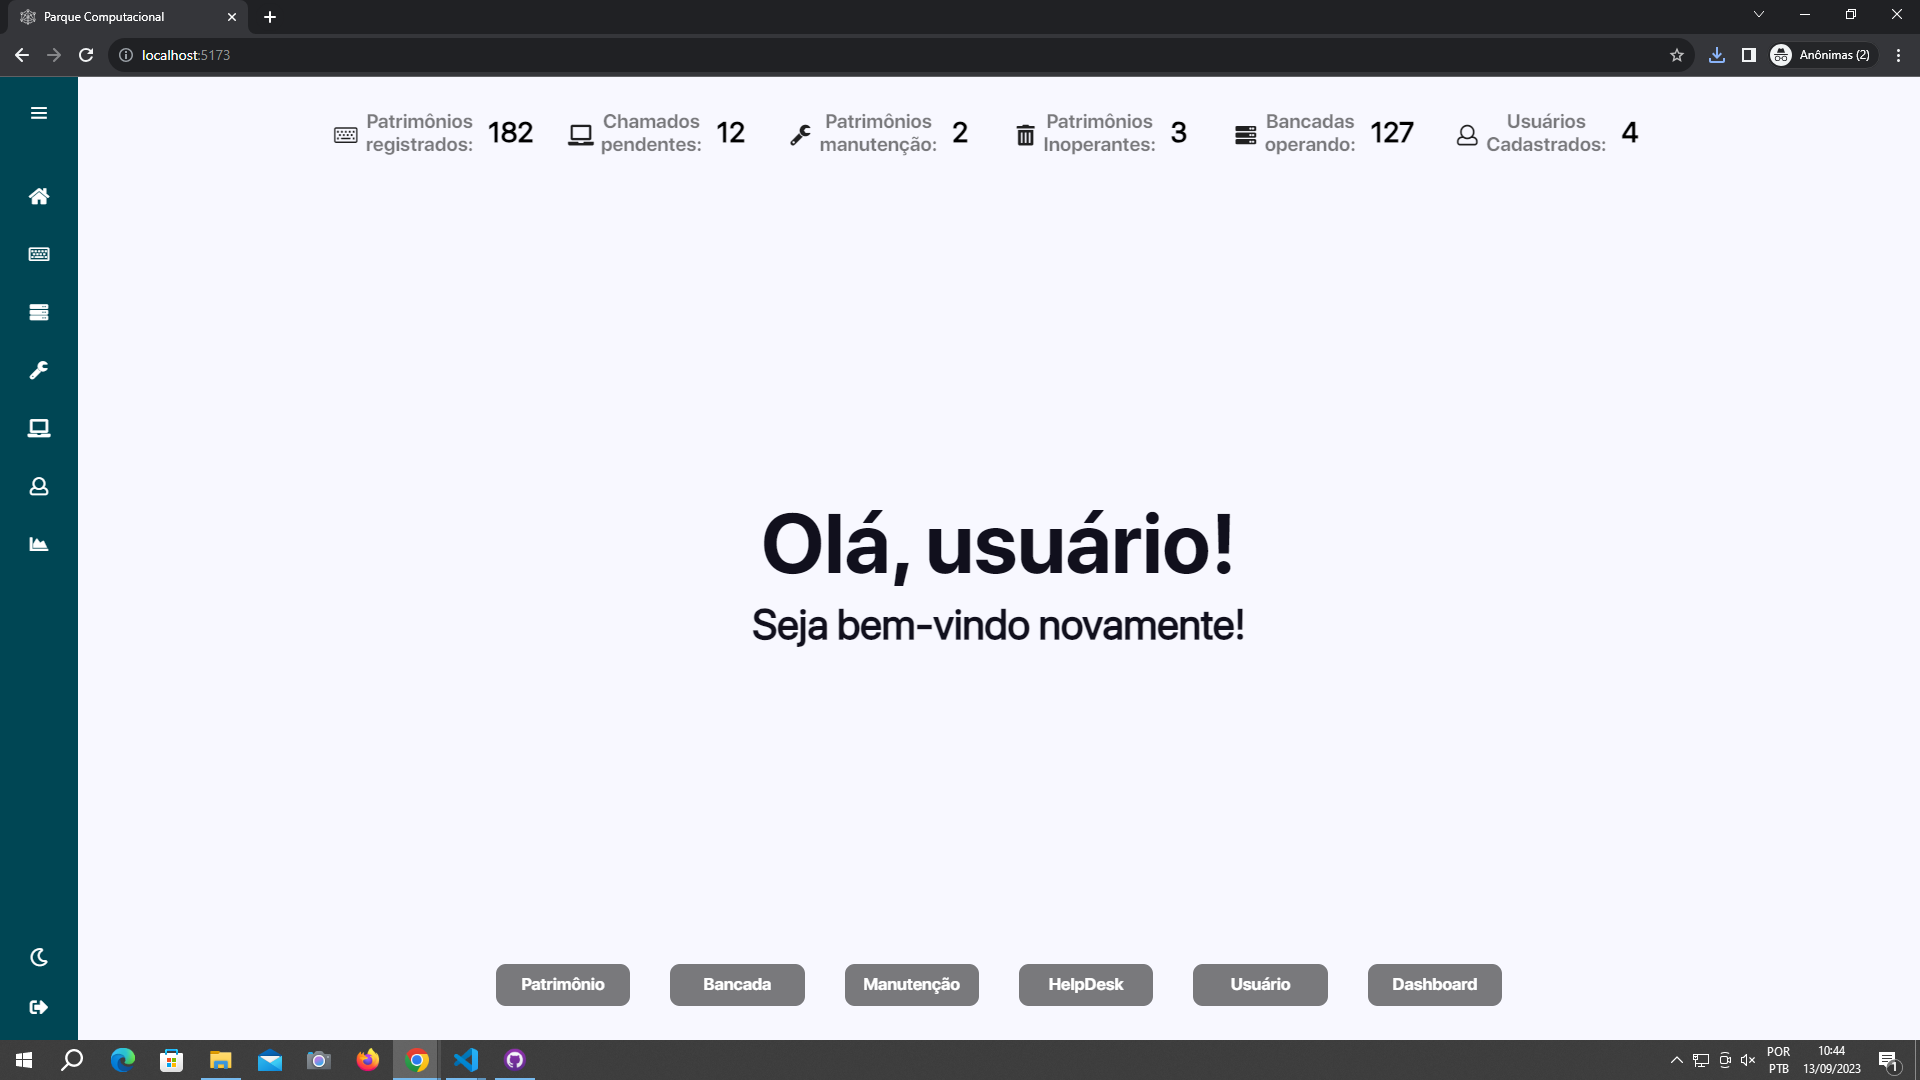 Parque Computacional
localhost:5173
Anônimas (2)
Patrimônios registrados: 182
Chamados pendentes: 12
Patrimônios manutenção: 2
Patrimônios Inoperantes: 3
Bancadas operando: 127
Usuários Cadastrados: 4
Olá, usuário!
Seja bem-vindo novamente!
Patrimônio
Bancada
Manutenção
HelpDesk
Usuário
Dashboard
POR
PTB
10:44
13/09/2023
1